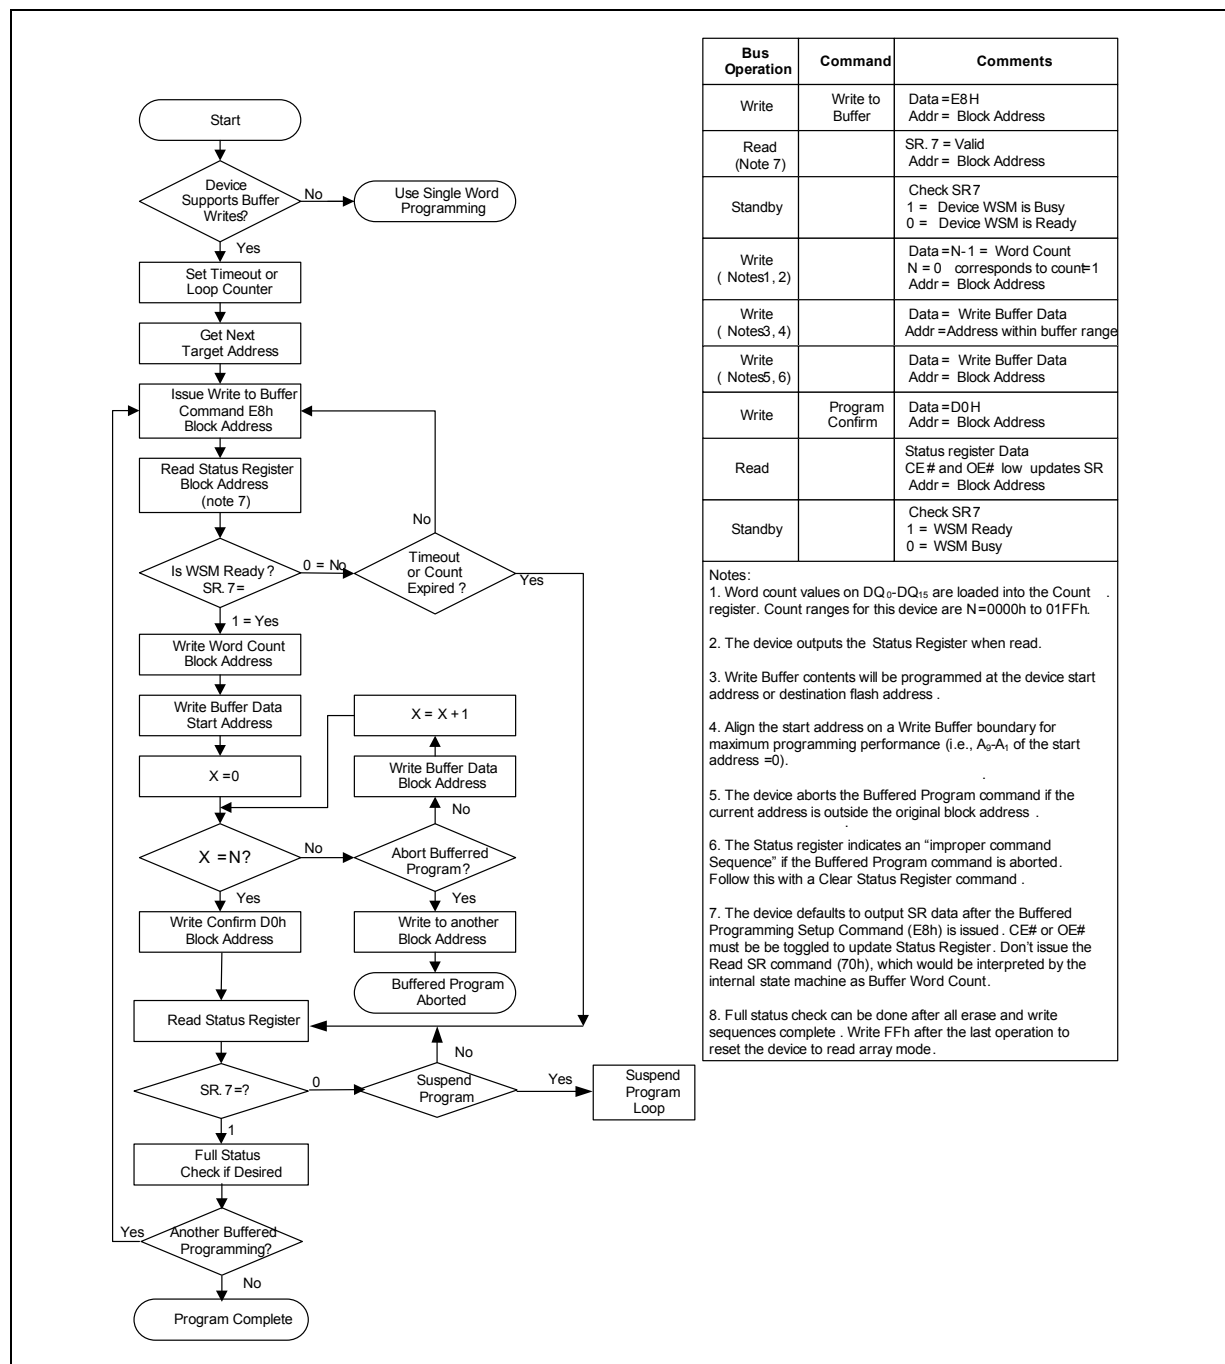 Start
Device
Supports Buffer
Writes?
No
Use Single Word
Programming
Yes
Set Timeout or
Loop Counter
Get Next
Target Address
Issue Write to Buffer
Command E8h
Block Address
Read Status Register
Block Address
(note 7)
No
Is WSM Ready?
SR. 7 =
0 = No
Timeout
or Count
Expired ?
Yes
1 = Yes
Write Word Count
Block Address
Write Buffer Data
Start Address
X = X + 1
X =0
Write Buffer Data
Block Address
No
X =N?
No
Abort Bufferred
Program?
Yes
Yes
Write Confirm D0h
Block Address
Write to another
Block Address
Buffered Program
Aborted
Read Status Register
No
SR. 7 =?
0
Suspend
Program
Yes
Suspend
Program
Loop
1
Full Status
Check if Desired
Yes
Another Buffered
Programming?
No
Program Complete
Bus
Operation
Command
Comments
Write
Write to
Buffer
Data =E8H
Addr = Block Address
Read
(Note 7)
SR. 7 = Valid
Addr = Block Address
Standby
Check SR7
1 = Device WSM is Busy
0 = Device WSM is Ready
Write
( Notes1, 2)
Data =N-1 = Word Count
N = 0 corresponds to count=1
Addr = Block Address
Write
( Notes3, 4)
Data = Write Buffer Data
Addr =Address within buffer range
Write
( Notes5, 6)
Data = Write Buffer Data
Addr = Block Address
Write
Program
Confirm
Data =D0H
Addr = Block Address
Read
Status register Data
CE# and OE# low updates SR
Addr = Block Address
Standby
Check SR7
1 = WSM Ready
0 = WSM Busy
Notes:
1. Word count values on DQ0-DQ15 are loaded into the Count .
register. Count ranges for this device are N=0000h to 01FFh.
2. The device outputs the Status Register when read.
3. Write Buffer contents will be programmed at the device start
address or destination flash address .
4. Align the start address on a Write Buffer boundary for
maximum programming performance (i.e., A9-A1 of the start
address =0).
5. The device aborts the Buffered Program command if the
current address is outside the original block address .
6. The Status register indicates an “improper command
Sequence” if the Buffered Program command is aborted.
Follow this with a Clear Status Register command .
7. The device defaults to output SR data after the Buffered
Programming Setup Command (E8h) is issued. CE# or OE#
must be be toggled to update Status Register. Don’t issue the
Read SR command (70h), which would be interpreted by the
internal state machine as Buffer Word Count.
8. Full status check can be done after all erase and write
sequences complete . Write FFh after the last operation to
reset the device to read array mode.